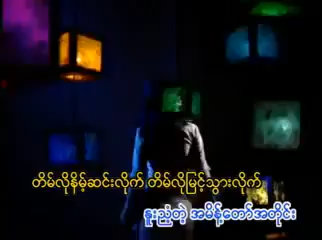 တိမ်လိုနိမ့်ဆင်းလိုက် တိမ်လိုမြင့်သွားလိုက်
နူးညံ့တဲ့ အမိန့်တော်အတိုင်း